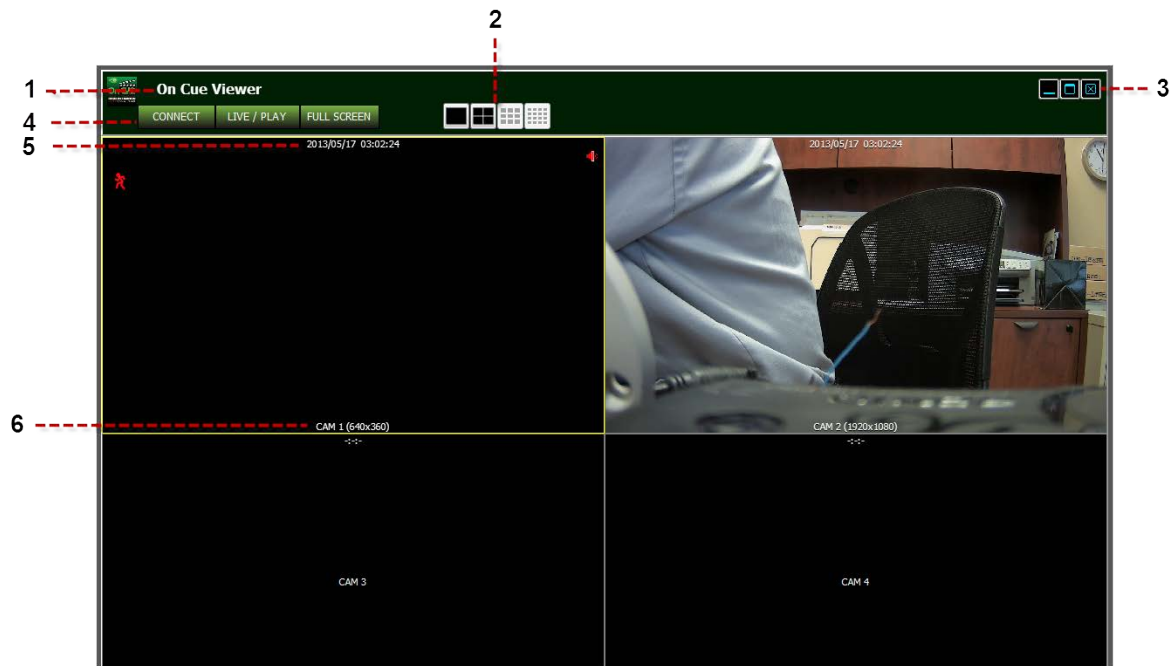 2
1
On Cue Viewer
3
4
CONNECT
LIVE / PLAY
FULL SCREEN
5
2013/05/17 03:02:24
2013/05/17 03:02:24
6
CAM 1 (640x360)
CAM 2 (1920x1080)
-:-:-
-:-:-
CAM 3
CAM 4